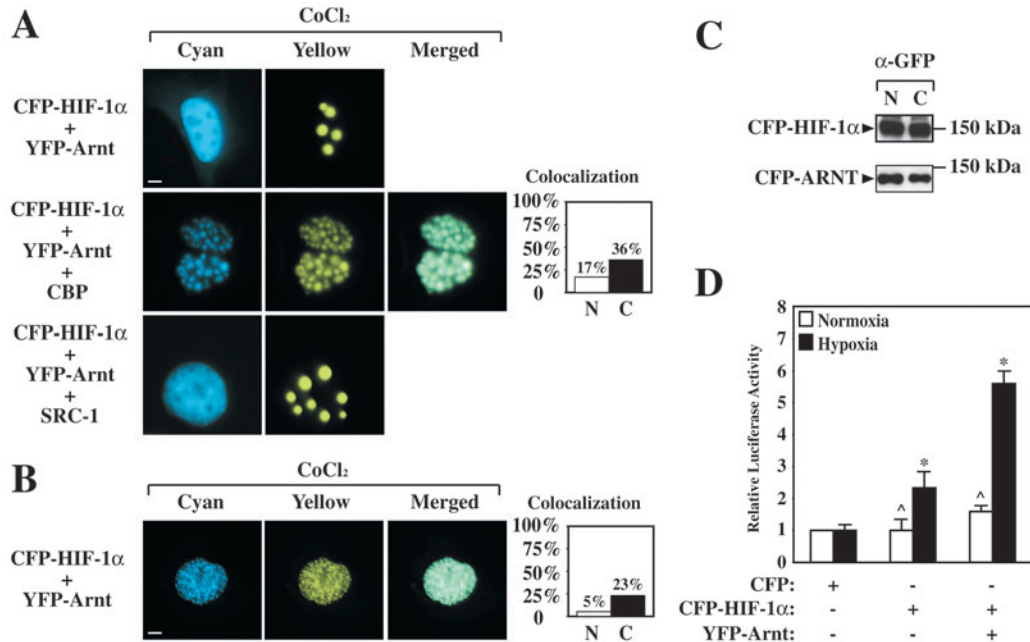 A
CoCl₂
Cyan Yellow Merged
CFP-HIF-1α
+
YFP-Arnt
CFP-HIF-1α
+
YFP-Arnt
+
CBP
Colocalization
100%
75%
50%
25%
0
17% 36%
N C
CFP-HIF-1α
+
YFP-Arnt
+
SRC-1
B
CoCl₂
Cyan Yellow Merged
CFP-HIF-1α
+
YFP-Arnt
Colocalization
100%
75%
50%
25%
0
5% 23%
N C
C
α-GFP
N C
CFP-HIF-1α 150 kDa
150 kDa
CFP-ARNT
D
Relative Luciferase Activity
8
7
6
5
4
3
2
1
0
Normoxia
Hypoxia
^ * ^ *
CFP: + - -
CFP-HIF-1α: - + +
YFP-Arnt: - - +